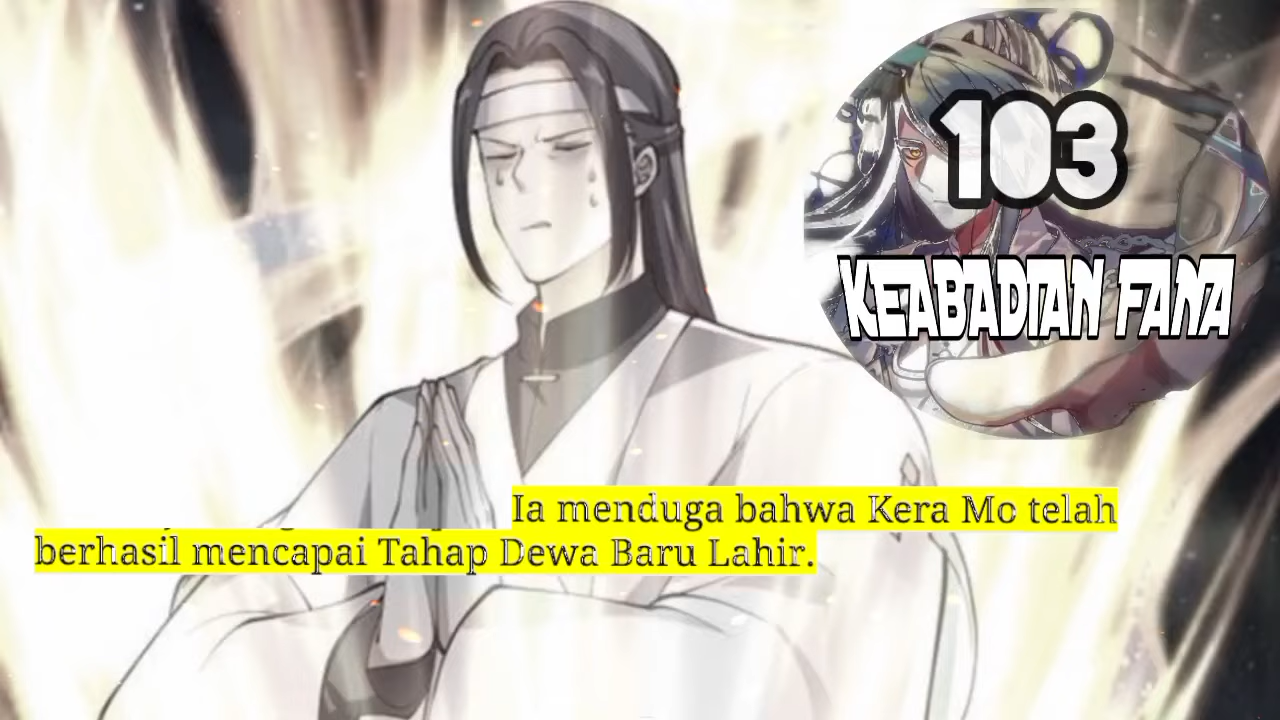 103
KEABADIAN FANA
Ia menduga bahwa Kera Mo telah
berhasil mencapai Tahap Dewa Baru Lahir.